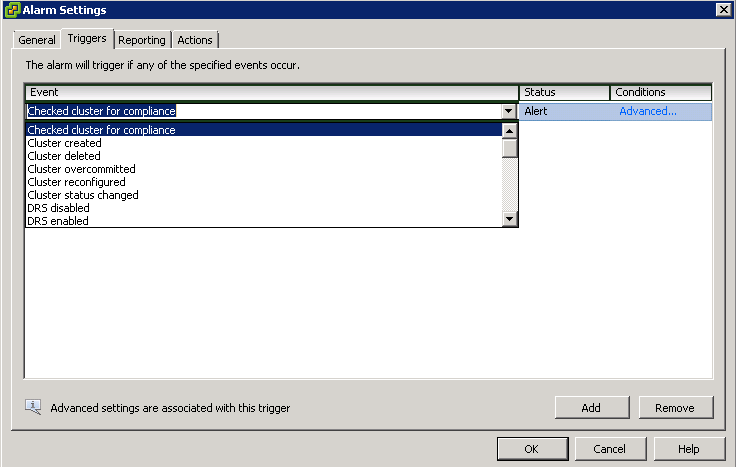 Alarm Settings
General Triggers Reporting Actions
The alarm will trigger if any of the specified events occur.
Event Status Conditions
Checked cluster for compliance Alert Advanced...
Checked cluster for compliance
Cluster created
Cluster deleted
Cluster overcommitted
Cluster reconfigured
Cluster status changed
DRS disabled
DRS enabled
Advanced settings are associated with this trigger Add Remove
OK Cancel Help